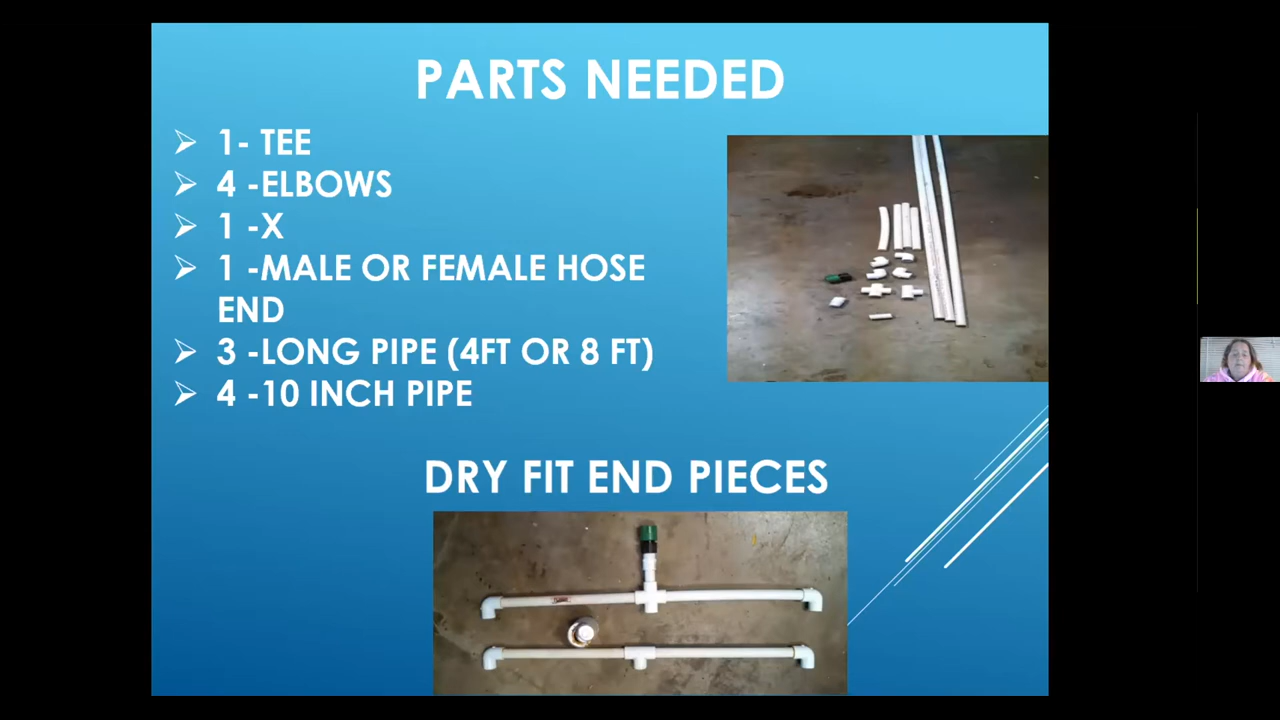 PARTS NEEDED
1- TEE
4 -ELBOWS
1 -X
1 -MALE OR FEMALE HOSE
END
3 -LONG PIPE (4FT OR 8 FT)
4 -10 INCH PIPE
DRY FIT END PIECES